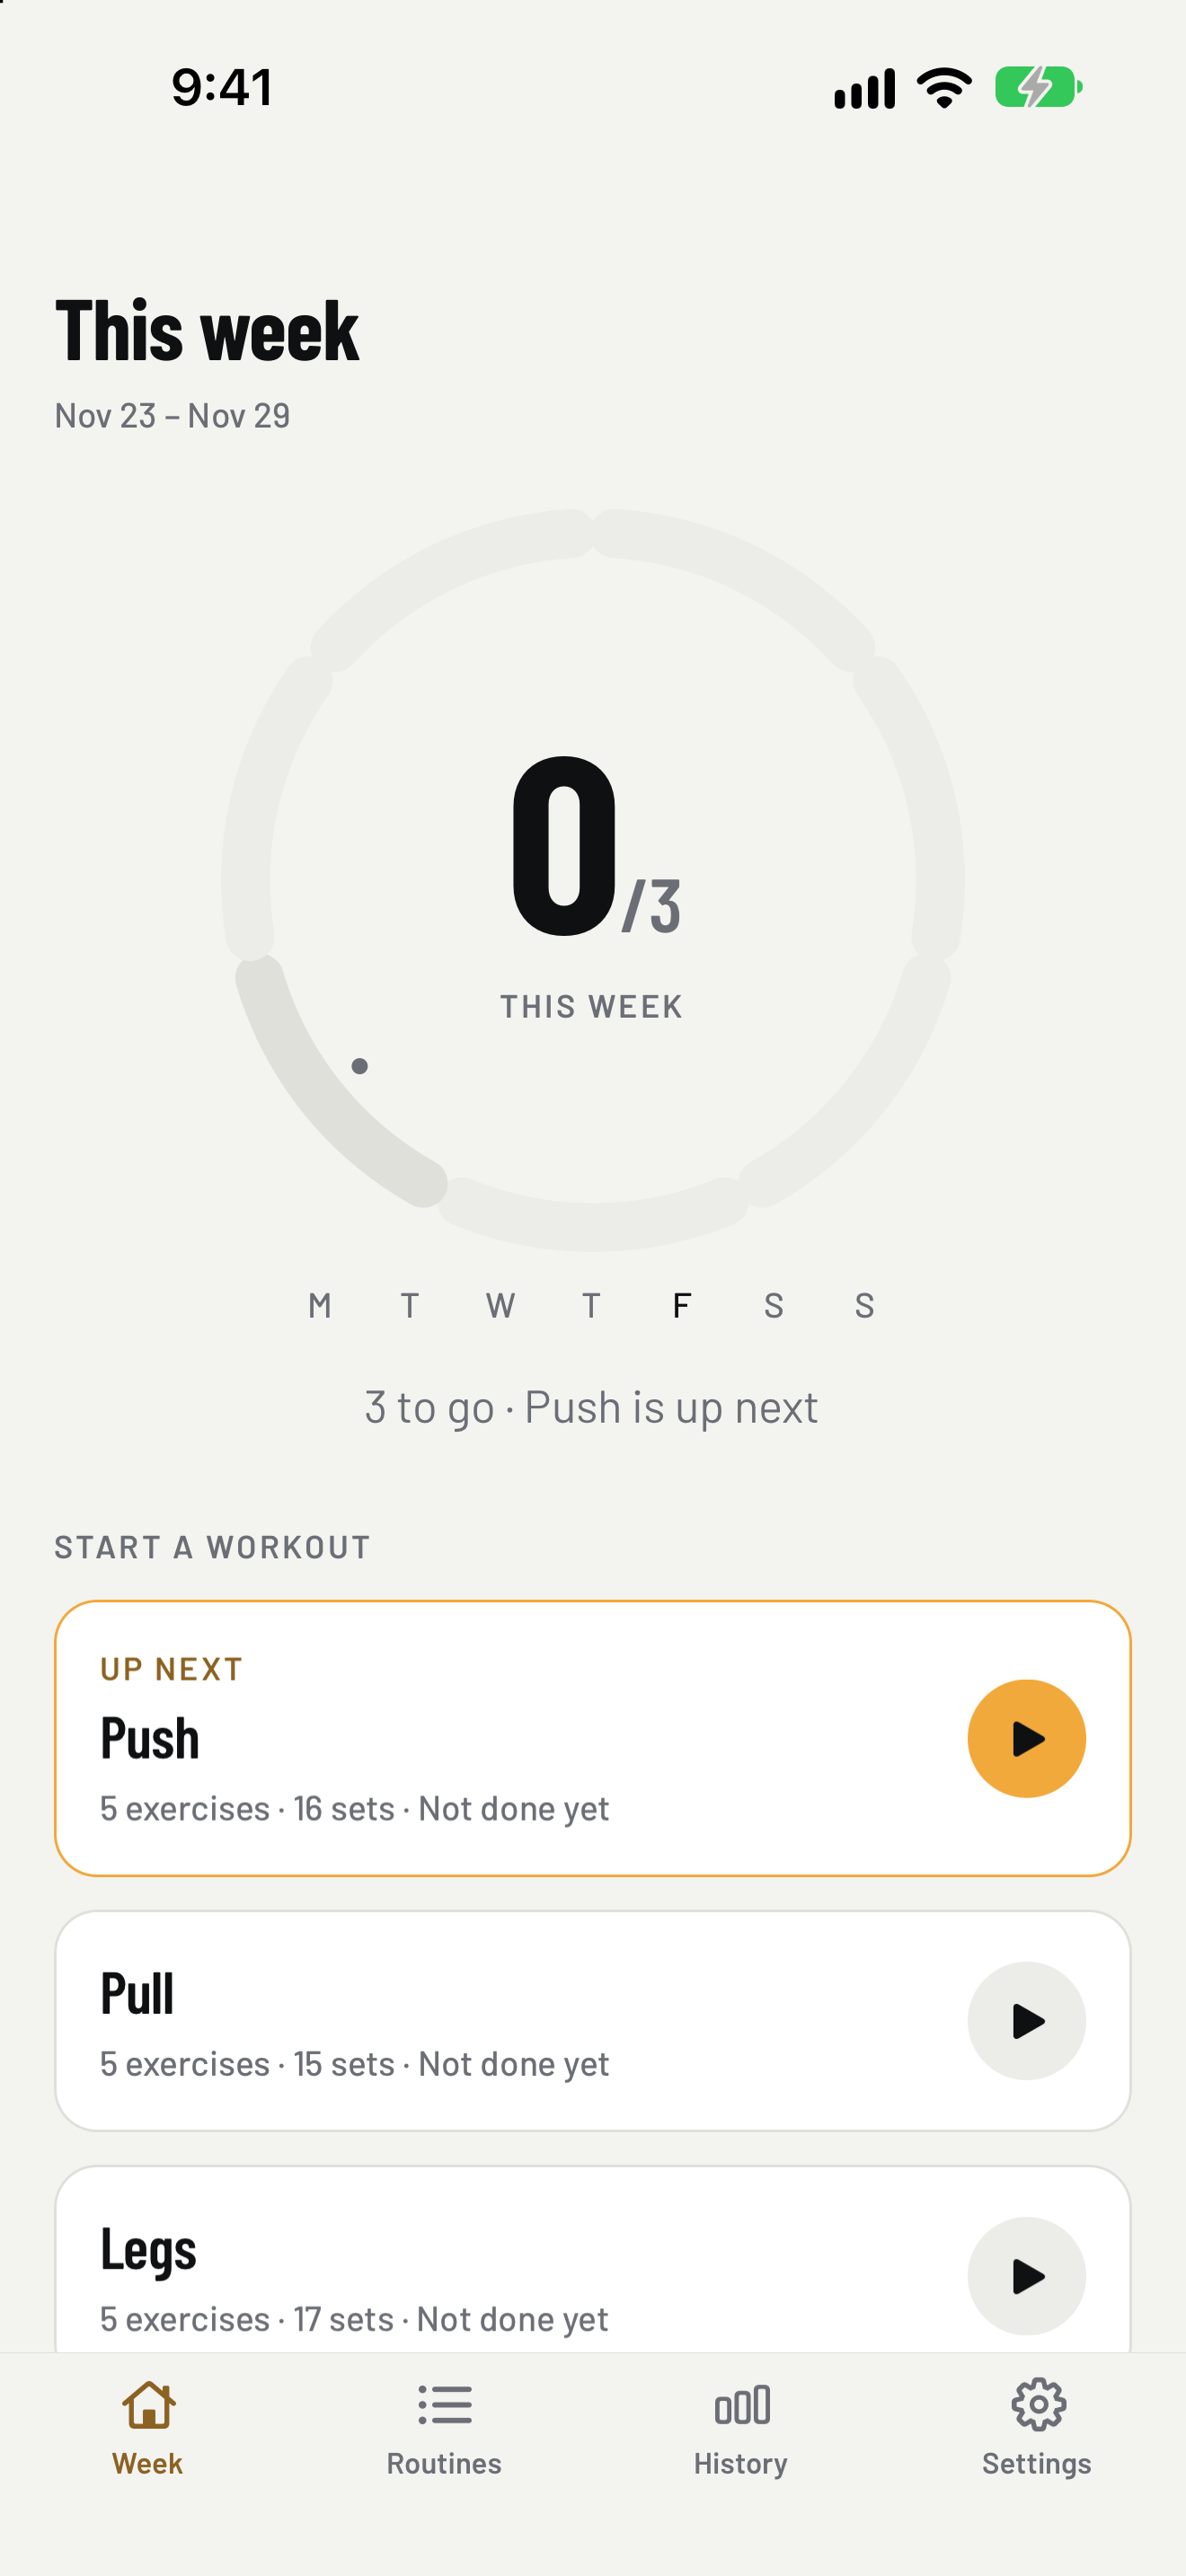 9:41
This week
Nov 23 – Nov 29
0/3
THIS WEEK
M T W T F S S
3 to go · Push is up next
START A WORKOUT
UP NEXT
Push
5 exercises · 16 sets · Not done yet
Pull
5 exercises · 15 sets · Not done yet
Legs
5 exercises · 17 sets · Not done yet
Week Routines History Settings